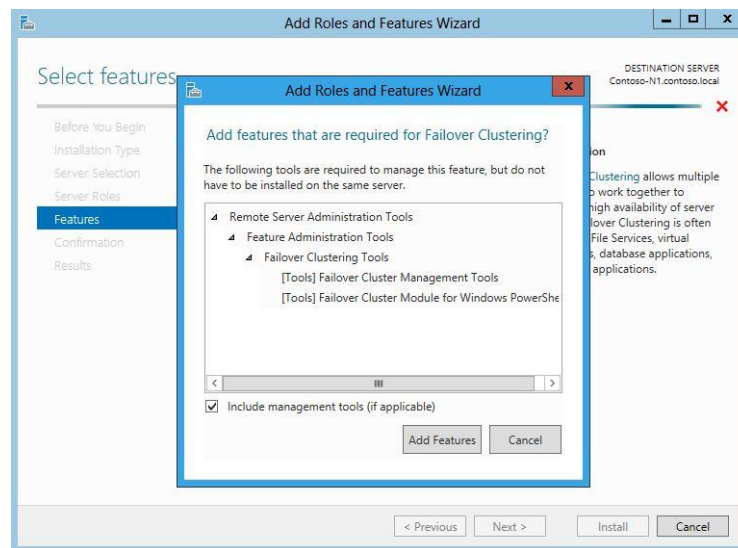 Add Roles and Features Wizard
Select features
DESTINATION SERVER
Contoso-N1.contoso.local
Before You Begin
Installation Type
Server Selection
Server Roles
Features
Confirmation
Results
Add Roles and Features Wizard
x
Add features that are required for Failover Clustering?
The following tools are required to manage this feature, but do not
have to be installed on the same server.
Remote Server Administration Tools
Feature Administration Tools
Failover Clustering Tools
[Tools] Failover Cluster Management Tools
[Tools] Failover Cluster Module for Windows PowerShe
Include management tools (if applicable)
Add Features
Cancel
ion
Clustering allows multiple
o work together to
high availability of server
lover Clustering is often
File Services, virtual
s, database applications,
applications.
< Previous
Next >
Install
Cancel